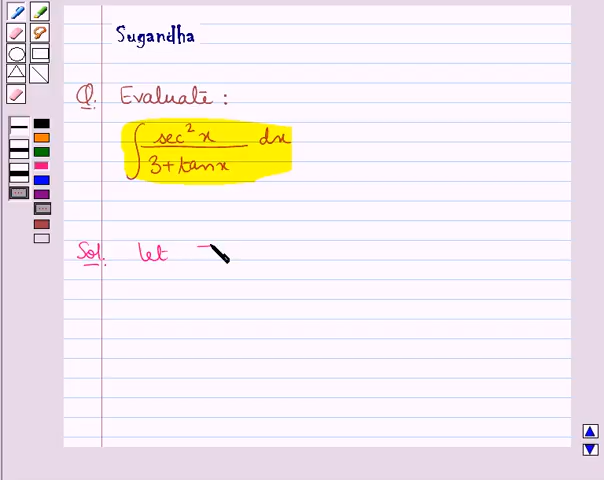 Sugandha
Q. Evaluate :
∫ sec²x / 3+tanx dx
Sol. let